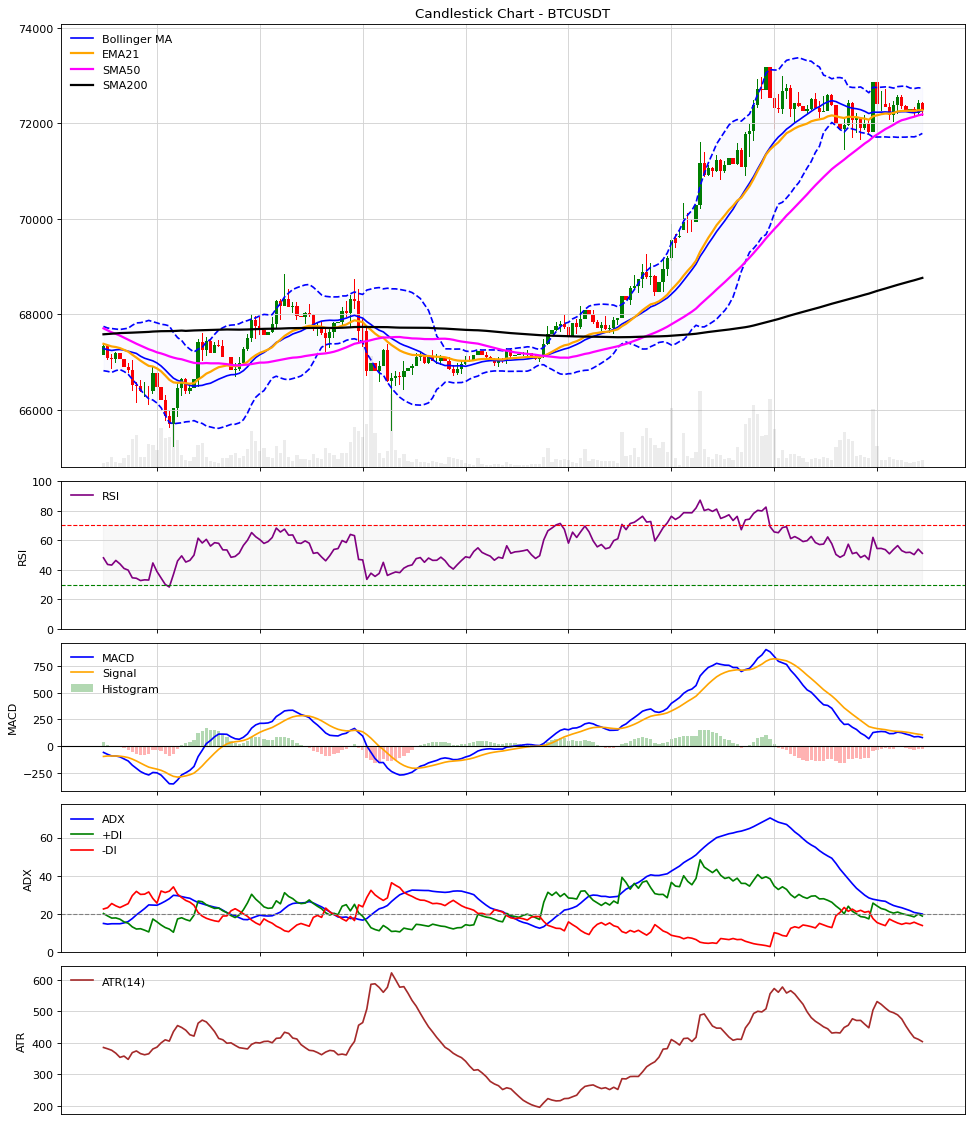 Candlestick Chart - BTCUSDT
74000
72000
70000
68000
66000
Bollinger MA
EMA21
SMA50
SMA200
RSI
100
80
60
40
20
0
RSI
MACD
750
500
250
0
−250
MACD
Signal
Histogram
ADX
60
40
20
0
ADX
+DI
-DI
ATR
600
500
400
300
200
ATR(14)